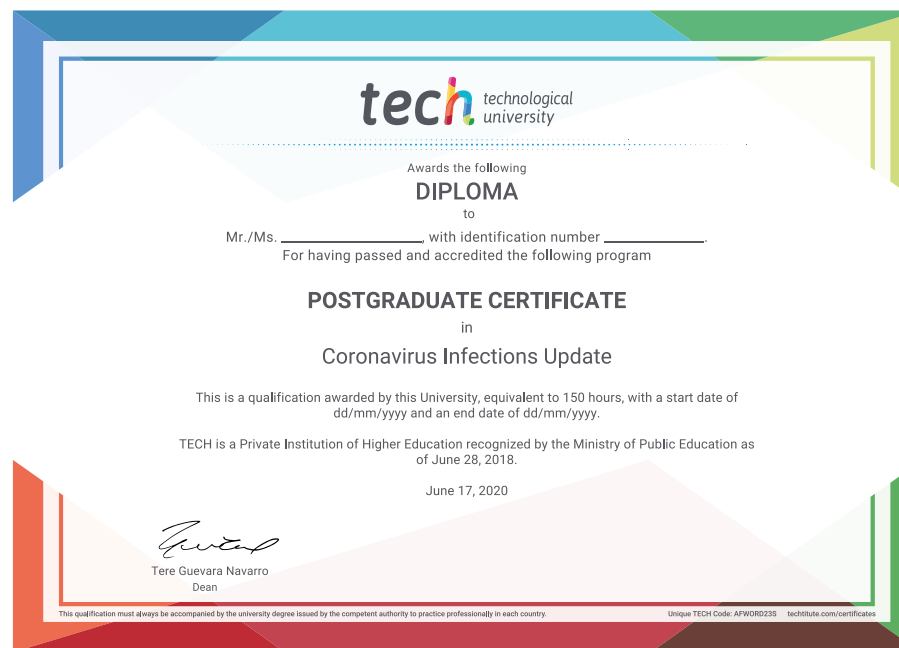 tech technological
university
Awards the following
DIPLOMA
to
Mr./Ms. ____________, with identification number ____________.
For having passed and accredited the following program
POSTGRADUATE CERTIFICATE
in
Coronavirus Infections Update
This is a qualification awarded by this University, equivalent to 150 hours, with a start date of
dd/mm/yyyy and an end date of dd/mm/yyyy.
TECH is a Private Institution of Higher Education recognized by the Ministry of Public Education as
of June 28, 2018.
June 17, 2020
Tere Guevara Navarro
Dean
This qualification must always be accompanied by the university degree issued by the competent authority to practice professionally in each country. Unique TECH Code: AFWORD23S techtitute.com/certificates